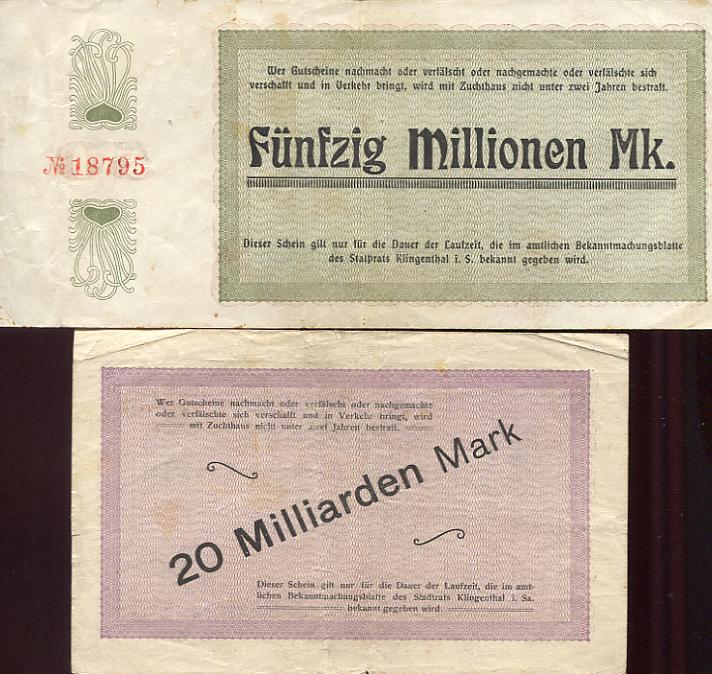 Wer Gutscheine nachmacht oder verfälscht oder nachgemachte oder verfälschte sich
verschafft und in Verkehr bringt, wird mit Zuchthaus nicht unter zwei Jahren bestraft.
Fünfzig Millionen Mk.
№ 18795
Dieser Schein gilt nur für die Dauer der Laufzeit, die im amtlichen Bekanntmachungsblatte
des Statprats Klingenthal i. S. bekannt gegeben wird.
Wer Gutscheine nachmacht oder verfälscht oder nachgemachte
oder verfälschte sich verschafft und in Verkehr bringt, wird
mit Zuchthaus nicht unter zwei Jahren bestraft.
20 Milliarden Mark
Dieser Schein gilt nur für die Dauer der Laufzeit, die im amt-
lichen Bekanntmachungsblatte des Stadtrats Klingenthal i. Sa.
bekannt gegeben wird.